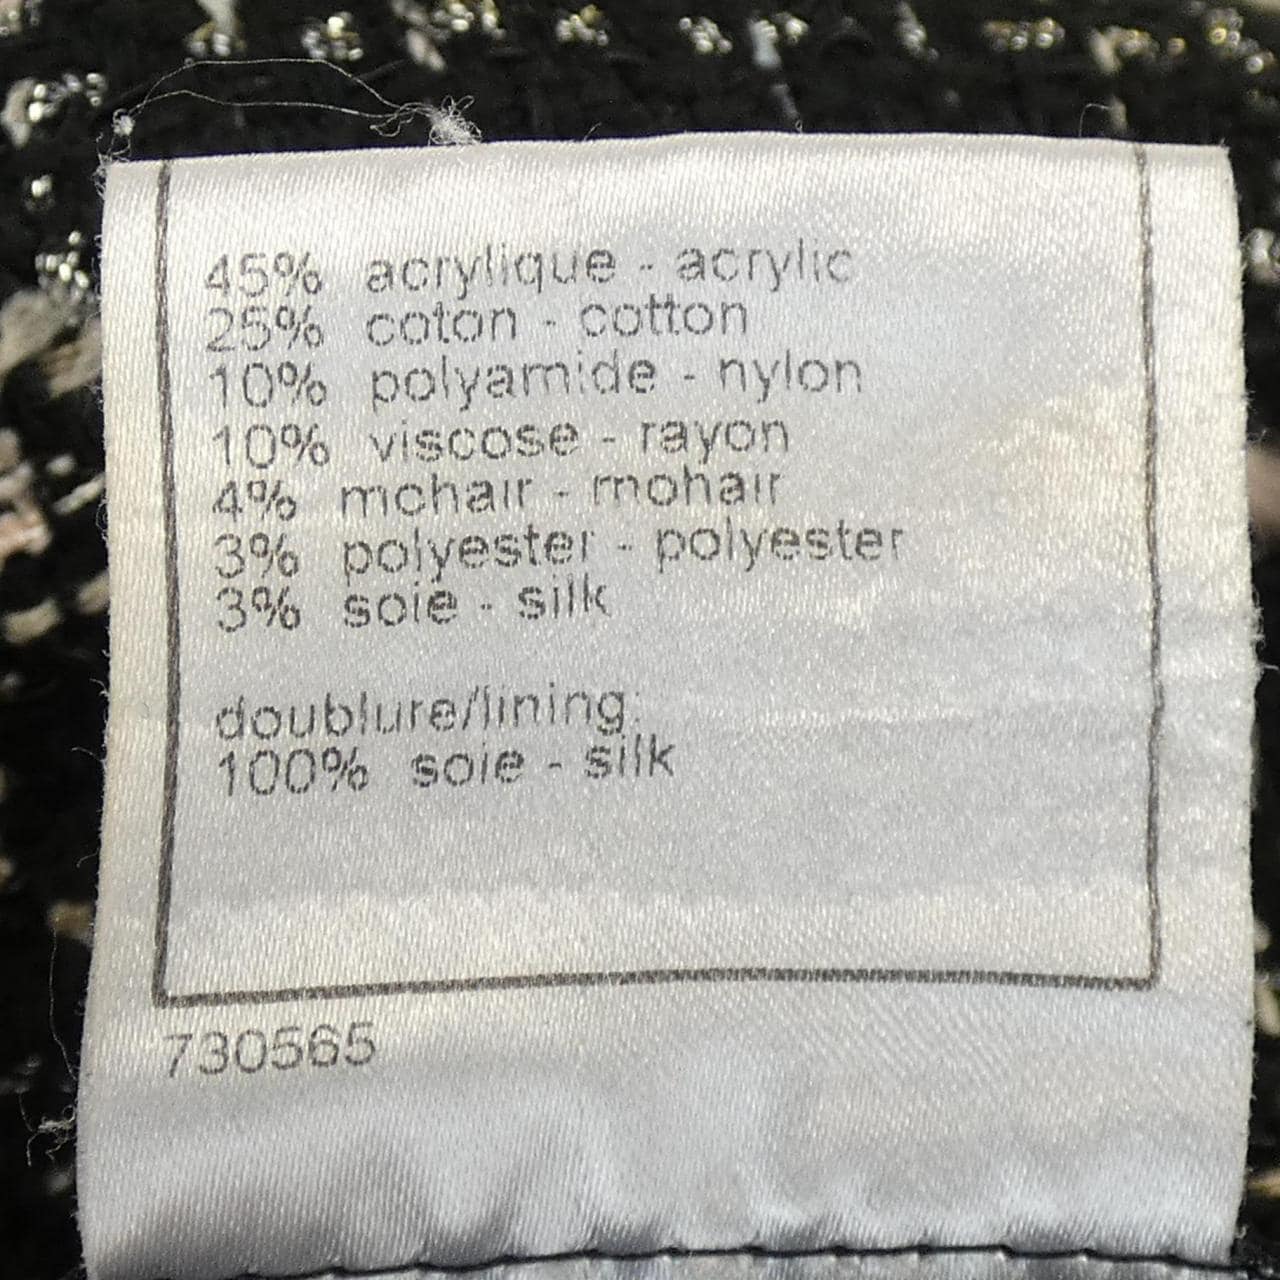 45% acrylique - acrylic
25% coton - cotton
10% polyamide - nylon
10% viscose - rayon
4% mohair - mohair
3% polyester - polyester
3% soie - silk
doublure/lining:
100% soie - silk
730565